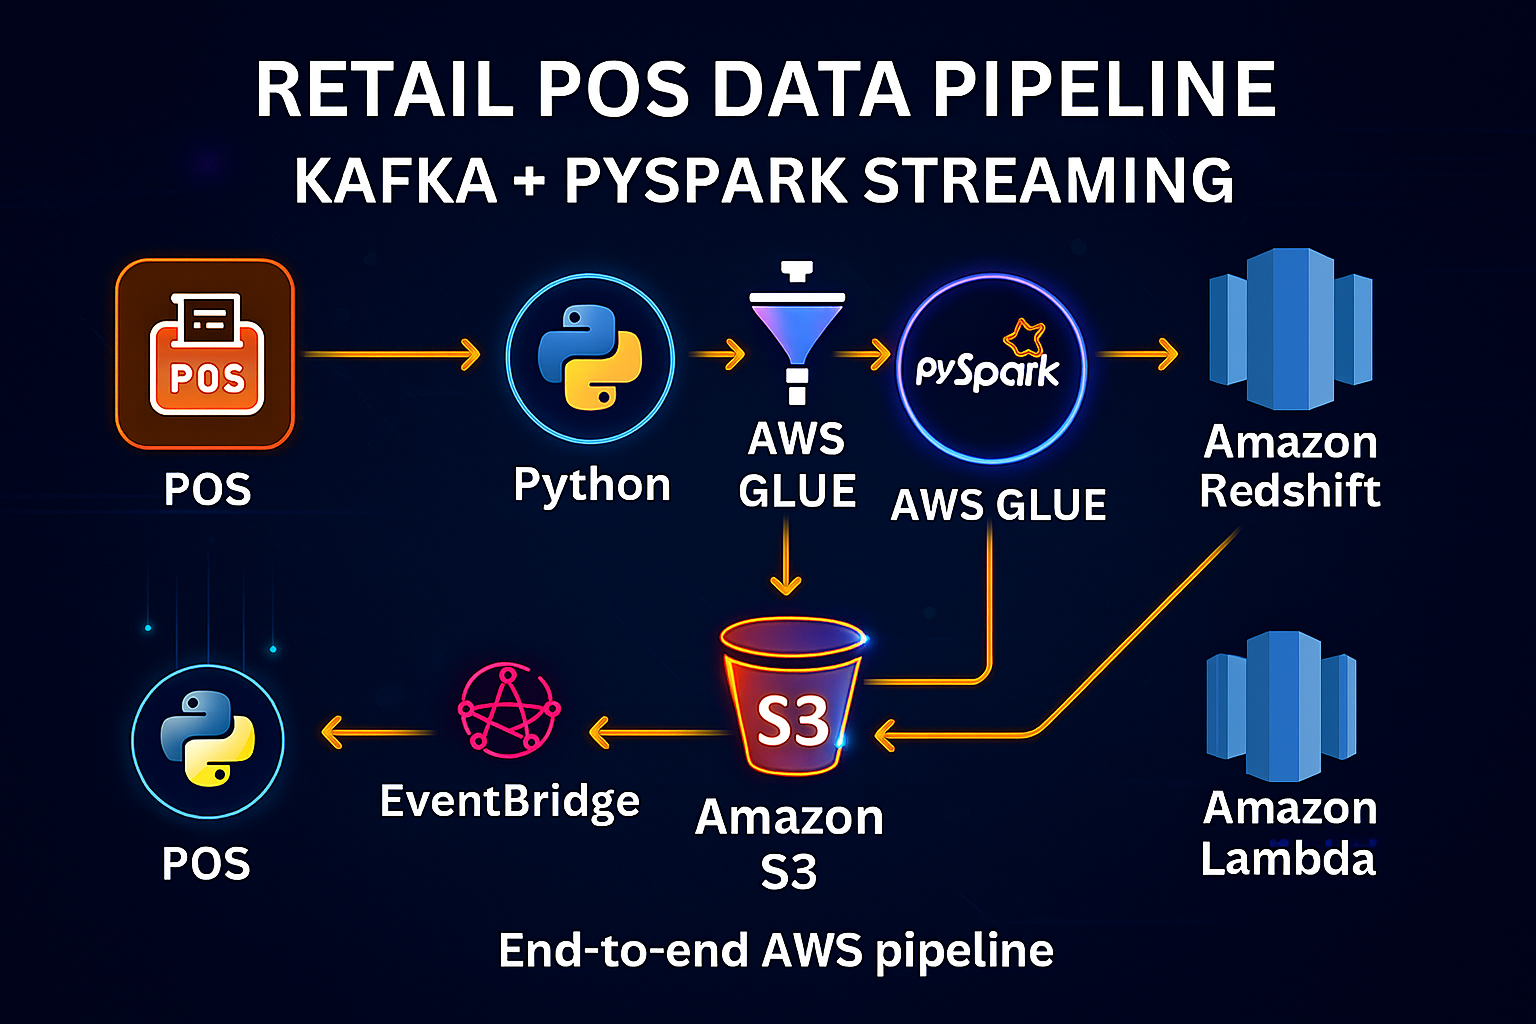 RETAIL POS DATA PIPELINE
KAFKA + PYSPARK STREAMING
POS
POS
Python
AWS
GLUE
pySpark
AWS GLUE
Amazon
Redshift
POS
EventBridge
S3
Amazon
S3
Amazon
Lambda
End-to-end AWS pipeline